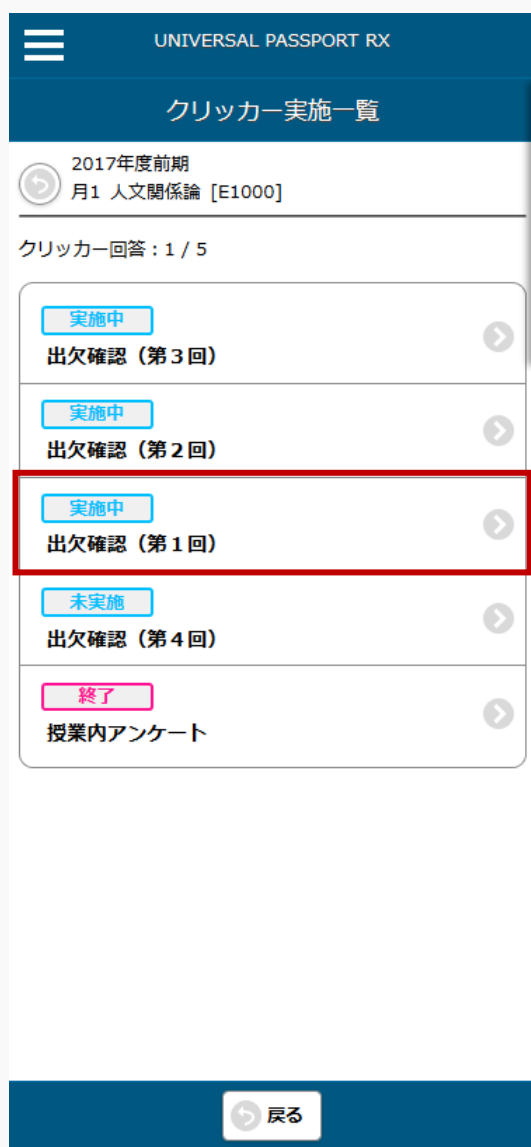 UNIVERSAL PASSPORT RX
クリッカー実施一覧
2017年度前期
月1 人文関係論 [E1000]
クリッカー回答：1 / 5
実施中
出欠確認（第３回）
実施中
出欠確認（第２回）
実施中
出欠確認（第１回）
未実施
出欠確認（第４回）
終了
授業内アンケート
戻る